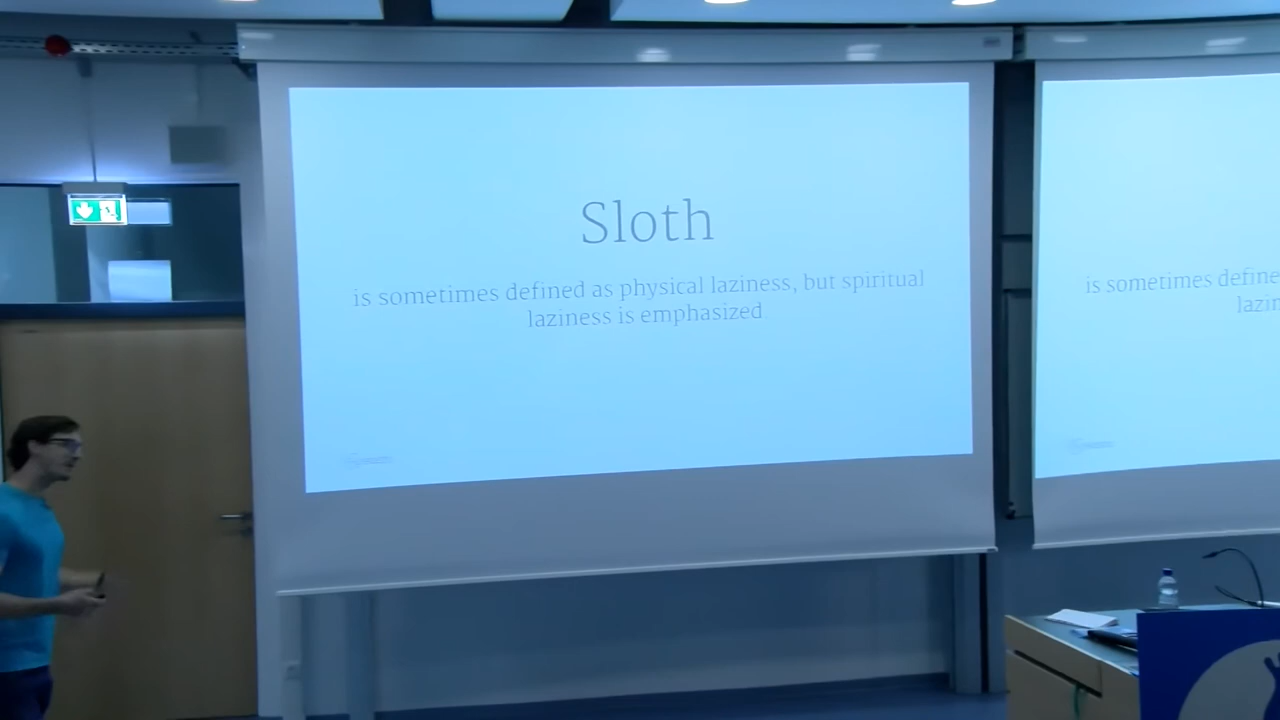 Sloth
is sometimes defined as physical laziness, but spiritual
laziness is emphasized
is sometimes define
lazin